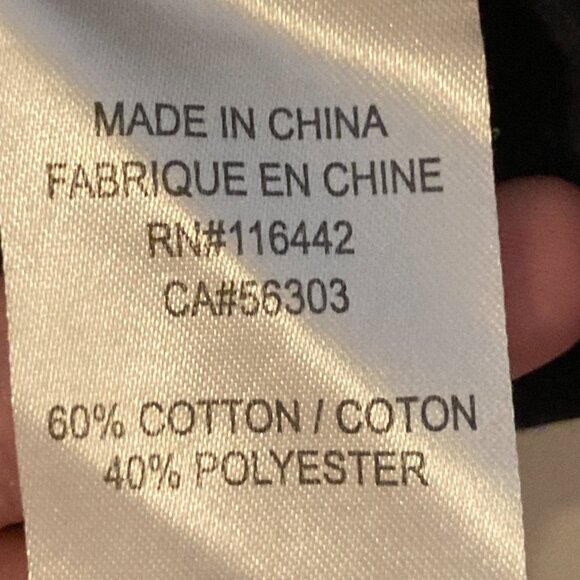 MADE IN CHINA
FABRIQUE EN CHINE
RN#116442
CA#56303
60% COTTON / COTON
40% POLYESTER